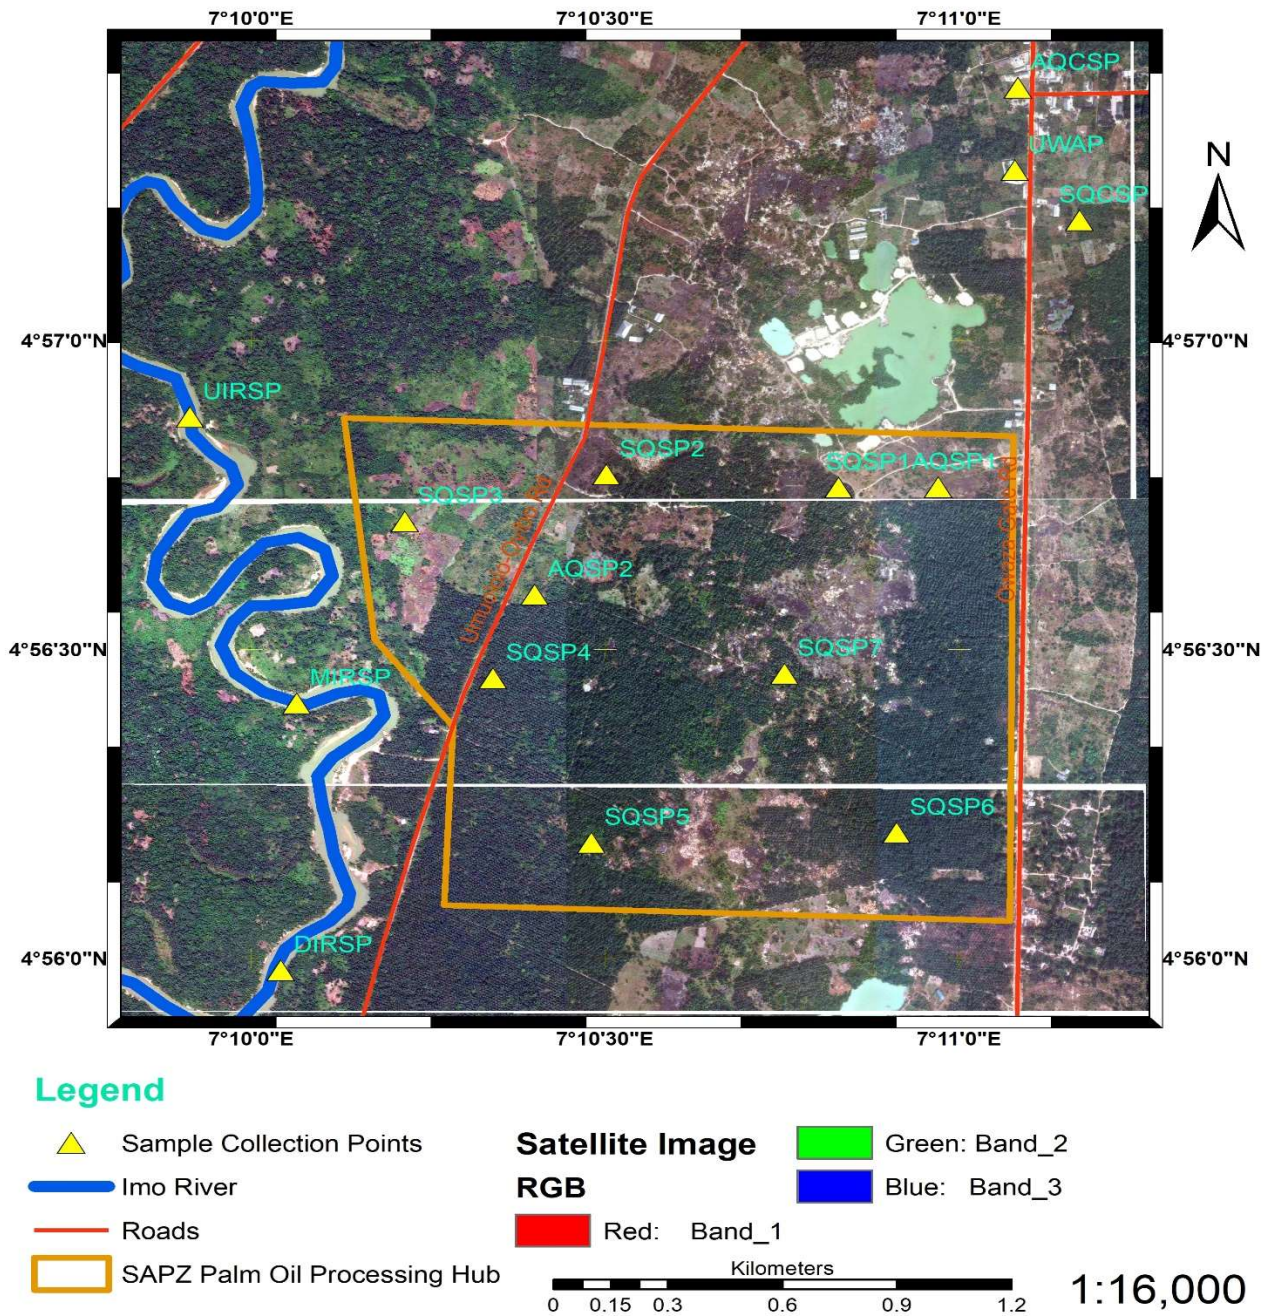 7°10'0"E 7°10'30"E 7°11'0"E
AQCSP
UWAP
N
SQCSP
4°57'0"N 4°57'0"N
UIRSP
SQSP2
SQSP1 AQSP1
SQSP3
AQSP2
SQSP4
SQSP7
4°56'30"N 4°56'30"N
MIRSP
SQSP5
SQSP6
DIRSP
4°56'0"N 4°56'0"N
7°10'0"E 7°10'30"E 7°11'0"E
Legend
Sample Collection Points
Imo River
Roads
SAPZ Palm Oil Processing Hub
Satellite Image
RGB
Red: Band_1
Green: Band_2
Blue: Band_3
Kilometers
0 0.15 0.3 0.6 0.9 1.2
1:16,000